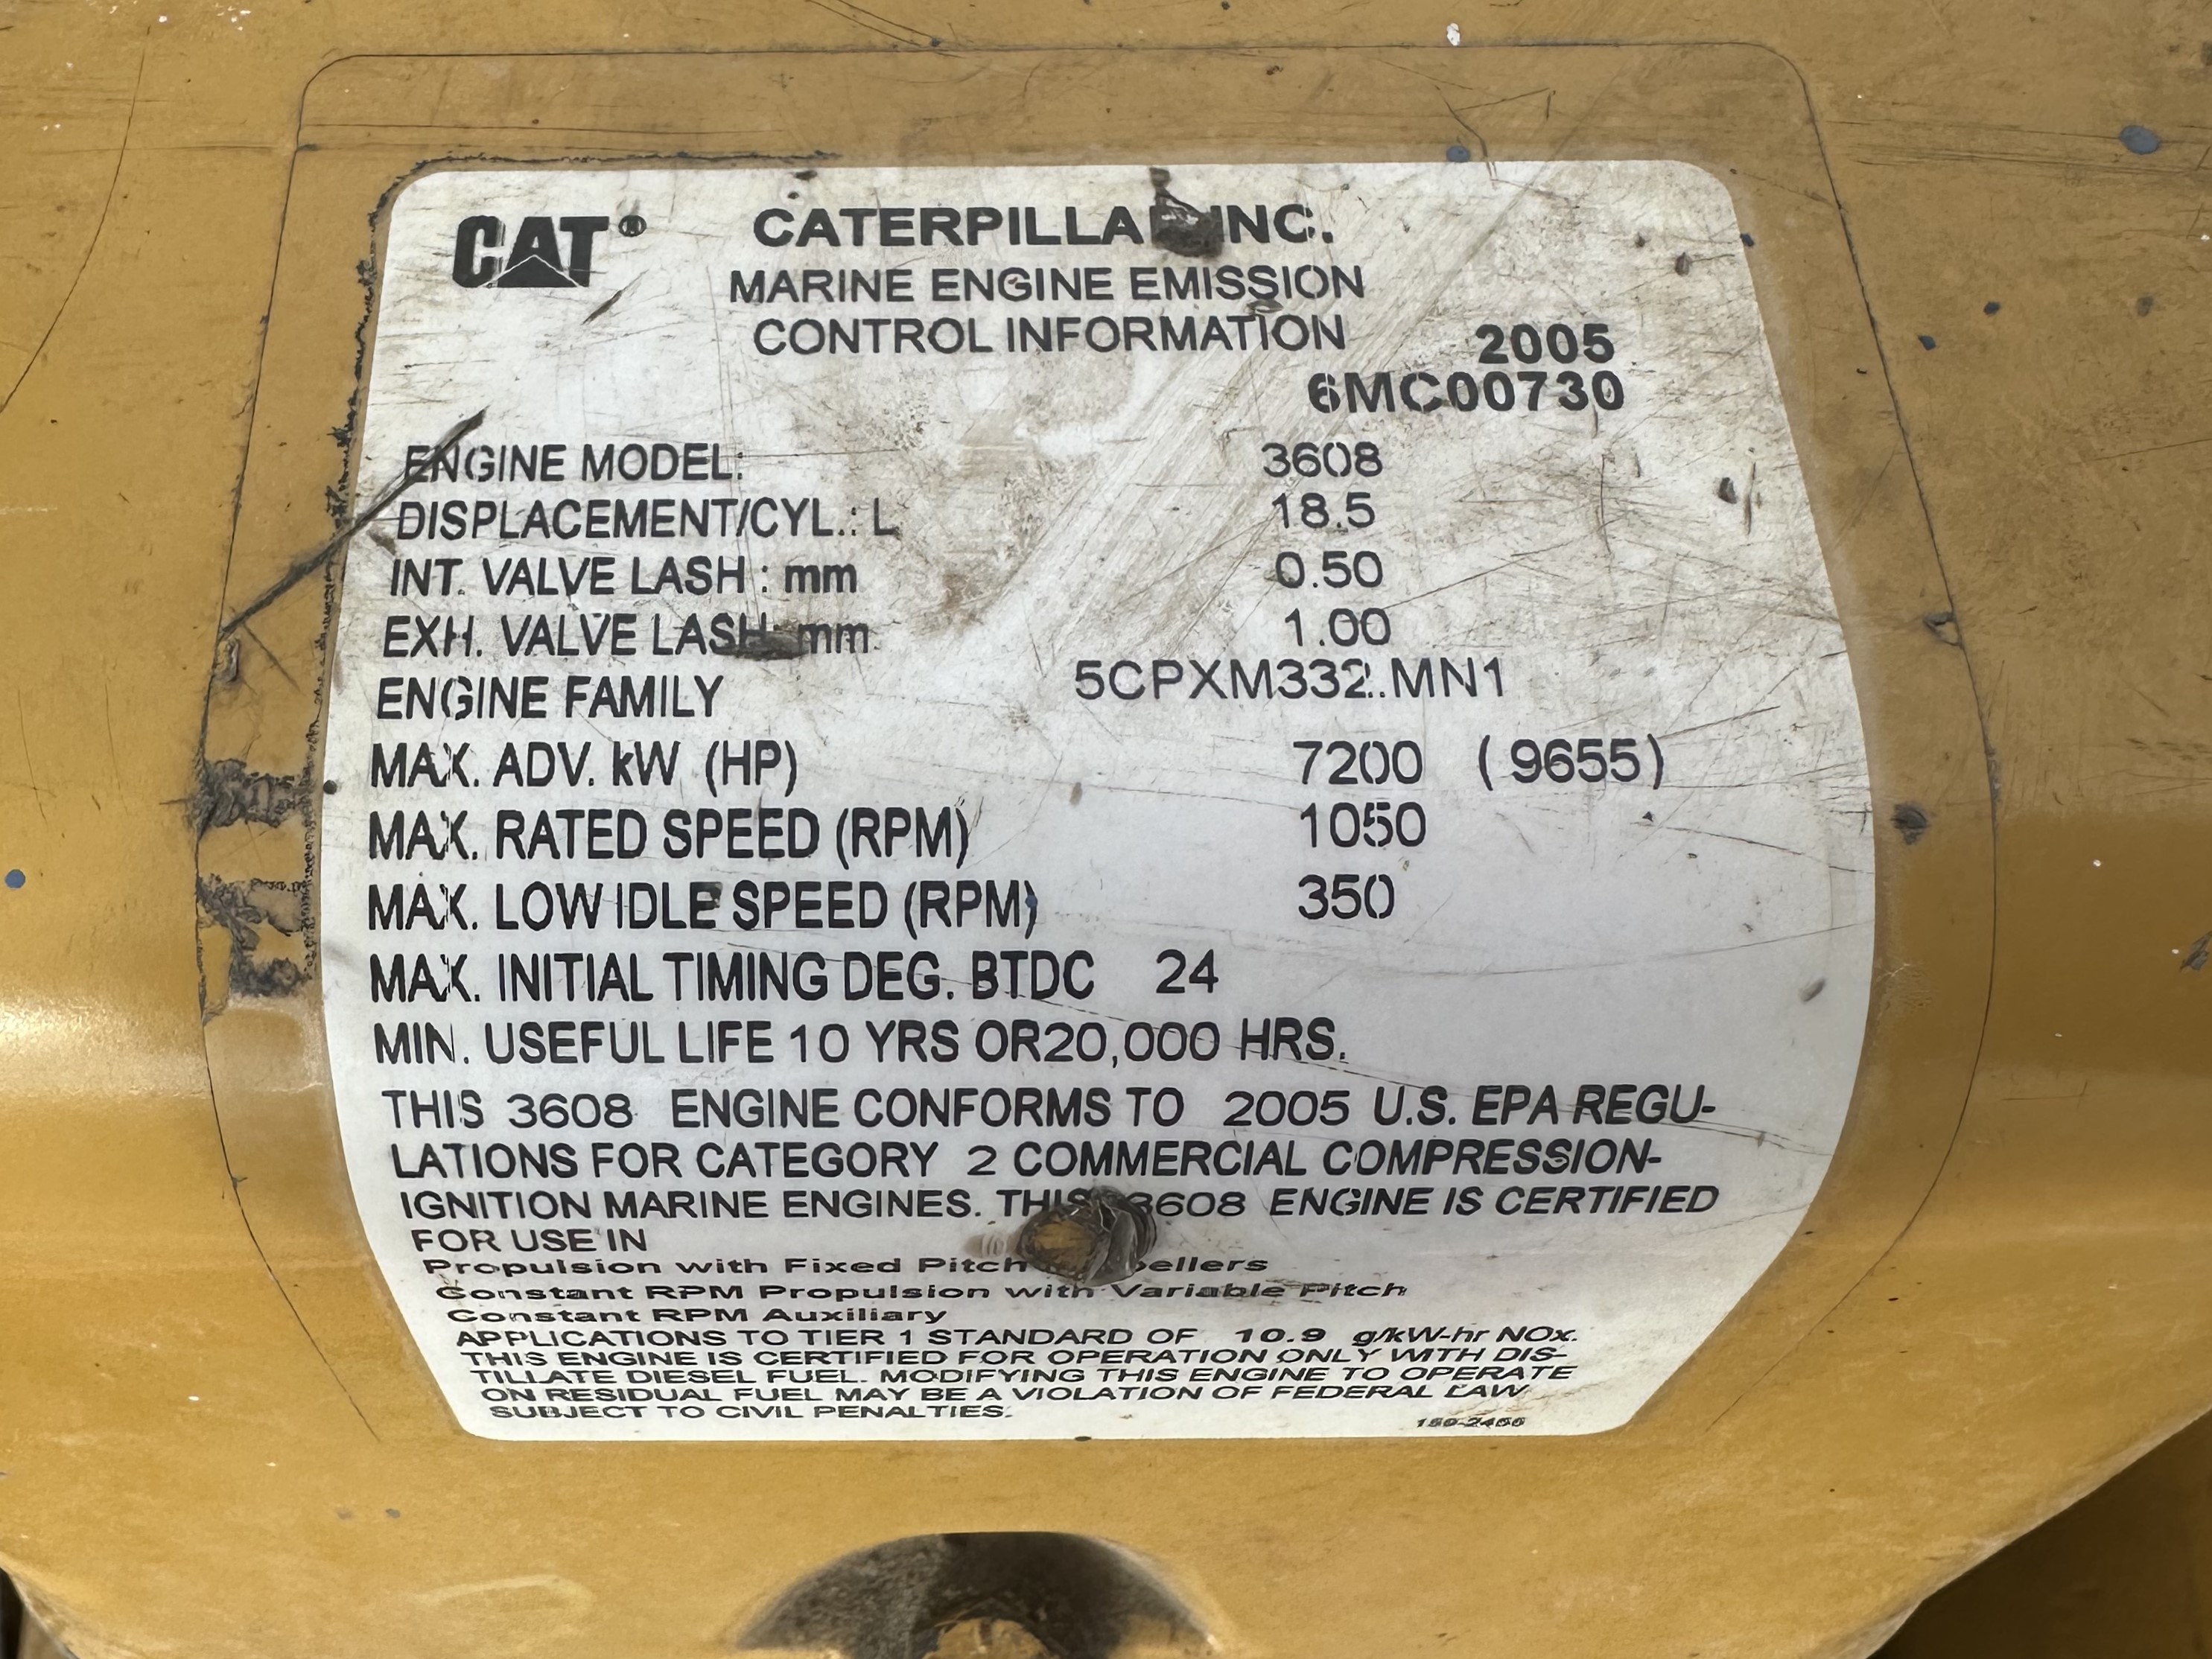 CAT®
CATERPILLAR INC.
MARINE ENGINE EMISSION
CONTROL INFORMATION
2005
6MC00730
ENGINE MODEL: 3608
DISPLACEMENT/CYL.: L 18.5
INT. VALVE LASH : mm 0.50
EXH. VALVE LASH: mm 1.00
ENGINE FAMILY 5CPXM332.MN1
MAX. ADV. kW (HP) 7200 (9655)
MAX. RATED SPEED (RPM) 1050
MAX. LOW IDLE SPEED (RPM) 350
MAX. INITIAL TIMING DEG. BTDC 24
MIN. USEFUL LIFE 10 YRS OR20,000 HRS.
THIS 3608 ENGINE CONFORMS TO 2005 U.S. EPA REGU-
LATIONS FOR CATEGORY 2 COMMERCIAL COMPRESSION-
IGNITION MARINE ENGINES. THIS 3608 ENGINE IS CERTIFIED
FOR USE IN
Propulsion with Fixed Pitch
Constant RPM Propulsion with Variable Pitch
Constant RPM Auxiliary
APPLICATIONS TO TIER 1 STANDARD OF 10.9 g/kW-hr NOx.
THIS ENGINE IS CERTIFIED FOR OPERATION ONLY WITH DIS-
TILLATE DIESEL FUEL. MODIFYING THIS ENGINE TO OPERATE
ON RESIDUAL FUEL MAY BE A VIOLATION OF FEDERAL LAW
SUBJECT TO CIVIL PENALTIES.